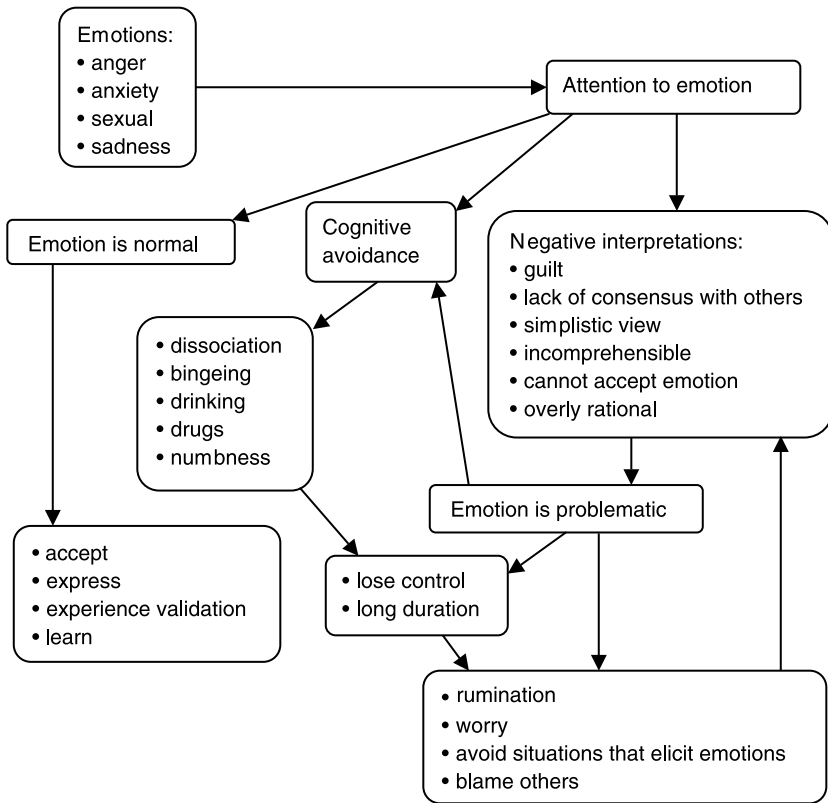 Emotions:
• anger
• anxiety
• sexual
• sadness
Attention to emotion
Emotion is normal
Cognitive
avoidance
Negative interpretations:
• guilt
• lack of consensus with others
• simplistic view
• incomprehensible
• cannot accept emotion
• overly rational
• dissociation
• bingeing
• drinking
• drugs
• numbness
Emotion is problematic
• accept
• express
• experience validation
• learn
• lose control
• long duration
• rumination
• worry
• avoid situations that elicit emotions
• blame others